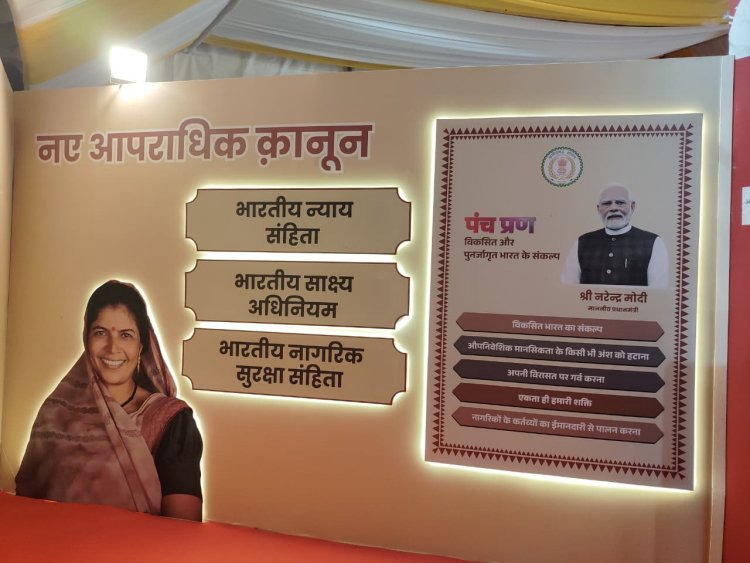 नए आपराधिक क़ानून
भारतीय न्याय
संहिता
भारतीय साक्ष्य
अधिनियम
भारतीय नागरिक
सुरक्षा संहिता
पंच प्रण
विकसित और
पुनर्जागृत भारत के संकल्प
श्री नरेन्द्र मोदी
माननीय प्रधानमंत्री
विकसित भारत का संकल्प
औपनिवेशिक मानसिकता के किसी भी अंश को हटाना
अपनी विरासत पर गर्व करना
एकता ही हमारी शक्ति
नागरिकों के कर्तव्यों का ईमानदारी से पालन करना